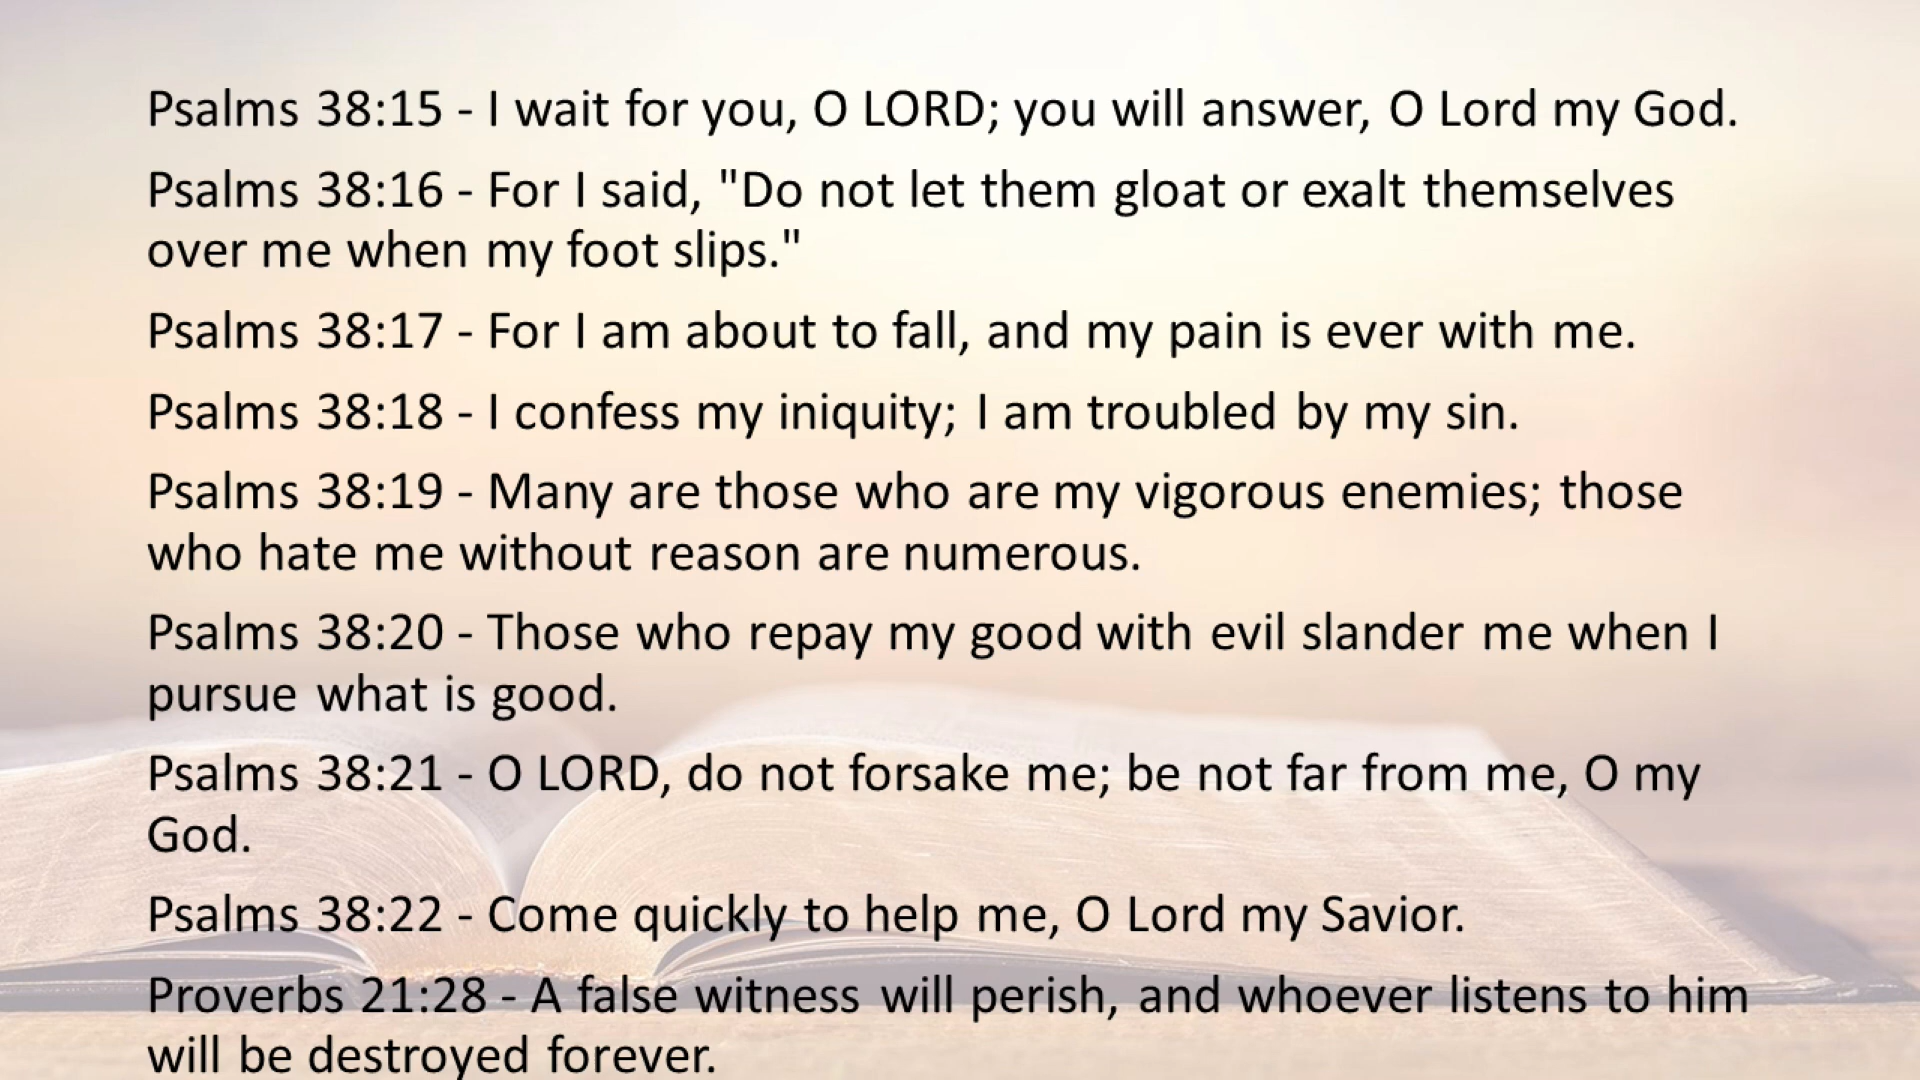 Psalms 38:15 - I wait for you, O LORD; you will answer, O Lord my God.
Psalms 38:16 - For I said, "Do not let them gloat or exalt themselves
over me when my foot slips."
Psalms 38:17 - For I am about to fall, and my pain is ever with me.
Psalms 38:18 - I confess my iniquity; I am troubled by my sin.
Psalms 38:19 - Many are those who are my vigorous enemies; those
who hate me without reason are numerous.
Psalms 38:20 - Those who repay my good with evil slander me when I
pursue what is good.
Psalms 38:21 - O LORD, do not forsake me; be not far from me, O my
God.
Psalms 38:22 - Come quickly to help me, O Lord my Savior.
Proverbs 21:28 - A false witness will perish, and whoever listens to him
will be destroyed forever.